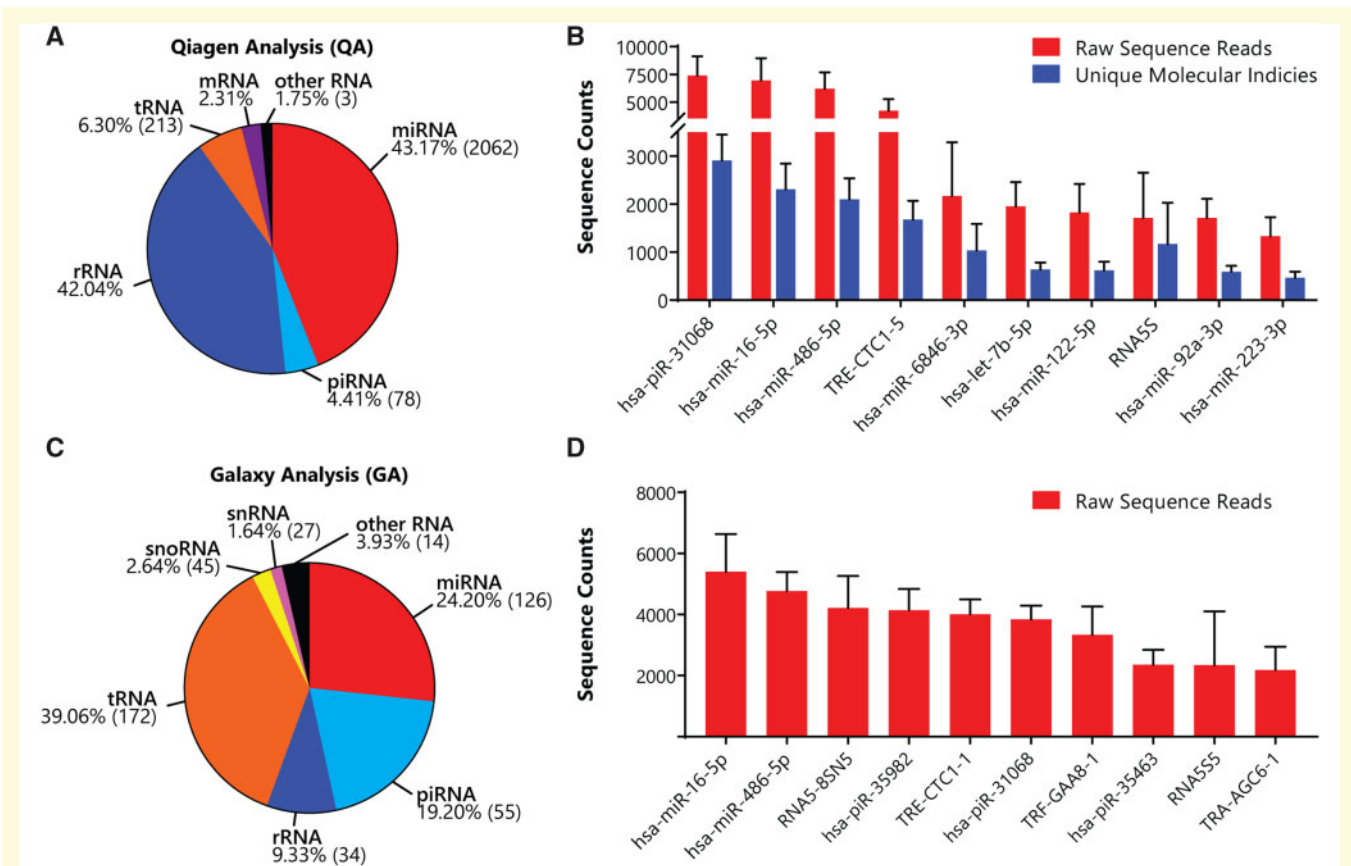 A
Qiagen Analysis (QA)
mRNA
2.31%
other RNA
1.75% (3)
tRNA
6.30% (213)
miRNA
43.17% (2062)
rRNA
42.04%
piRNA
4.41% (78)
B
Raw Sequence Reads
Unique Molecular Indicies
Sequence Counts
10000
7500
5000
3000
2000
1000
0
hsa-piR-31068
hsa-miR-16-5p
hsa-miR-486-5p
TRE-CTC1-5
hsa-miR-6846-3p
hsa-let-7b-5p
hsa-miR-122-5p
RNA5S
hsa-miR-92a-3p
hsa-miR-223-3p
C
Galaxy Analysis (GA)
snRNA
1.64% (27)
other RNA
3.93% (14)
snoRNA
2.64% (45)
miRNA
24.20% (126)
tRNA
39.06% (172)
piRNA
19.20% (55)
rRNA
9.33% (34)
D
Raw Sequence Reads
Sequence Counts
8000
6000
4000
2000
hsa-miR-16-5p
hsa-miR-486-5p
RNA5-8SN5
hsa-piR-35982
TRE-CTC1-1
hsa-piR-31068
TRF-GAA8-1
hsa-piR-35463
RNA5S5
TRA-AGC6-1